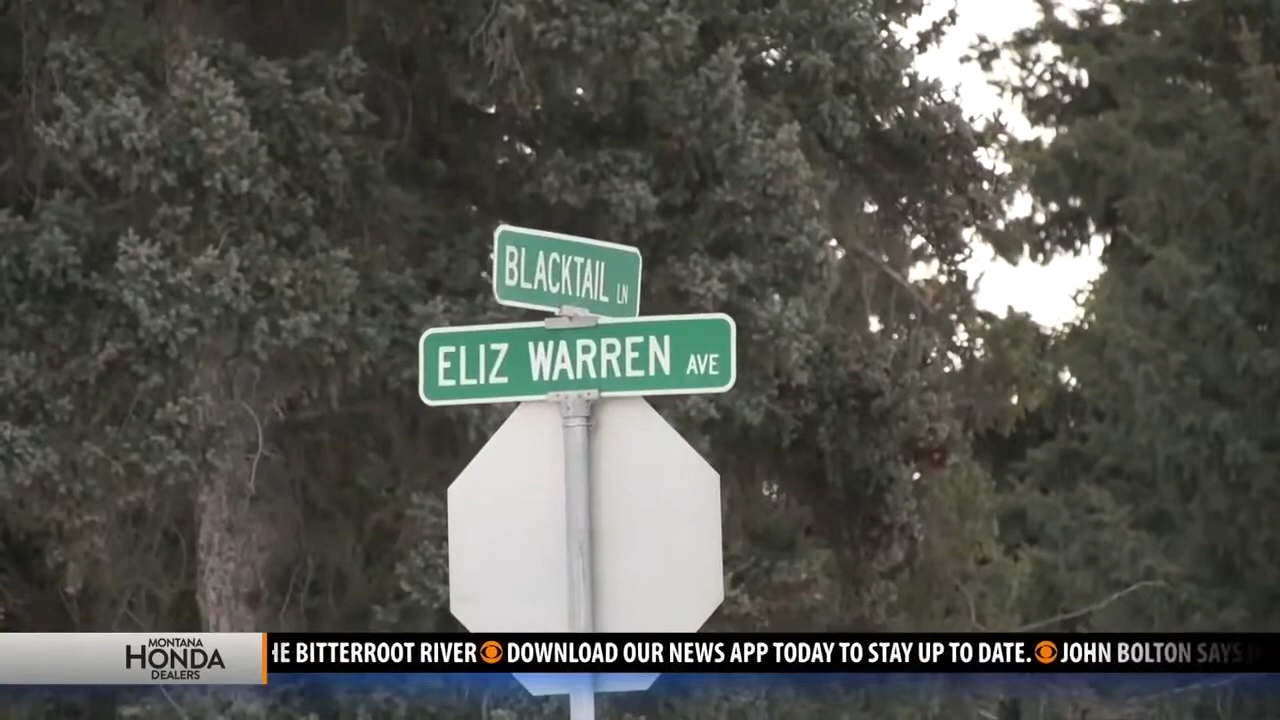 BLACKTAIL LN
ELIZ WARREN AVE
MONTANA
HONDA
DEALERS
HE BITTERROOT RIVER DOWNLOAD OUR NEWS APP TODAY TO STAY UP TO DATE. JOHN BOLTON SAYS